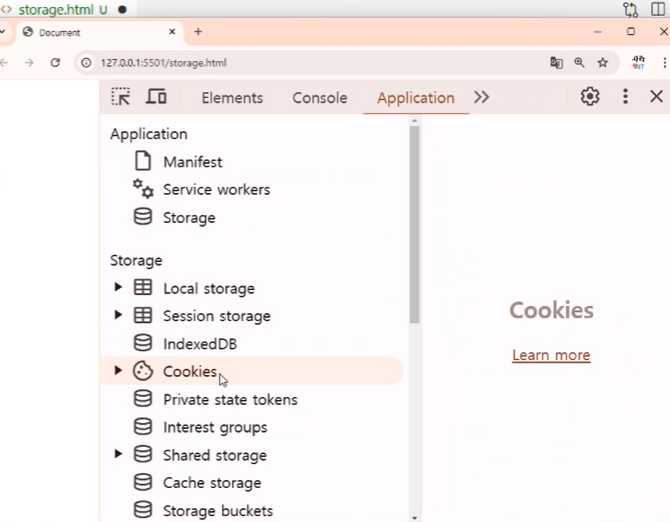 <> storage.html U
Document
127.0.0.1:5501/storage.html
Elements Console Application
Application
Manifest
Service workers
Storage
Storage
Local storage
Session storage
IndexedDB
Cookies
Private state tokens
Interest groups
Shared storage
Cache storage
Storage buckets
Cookies
Learn more